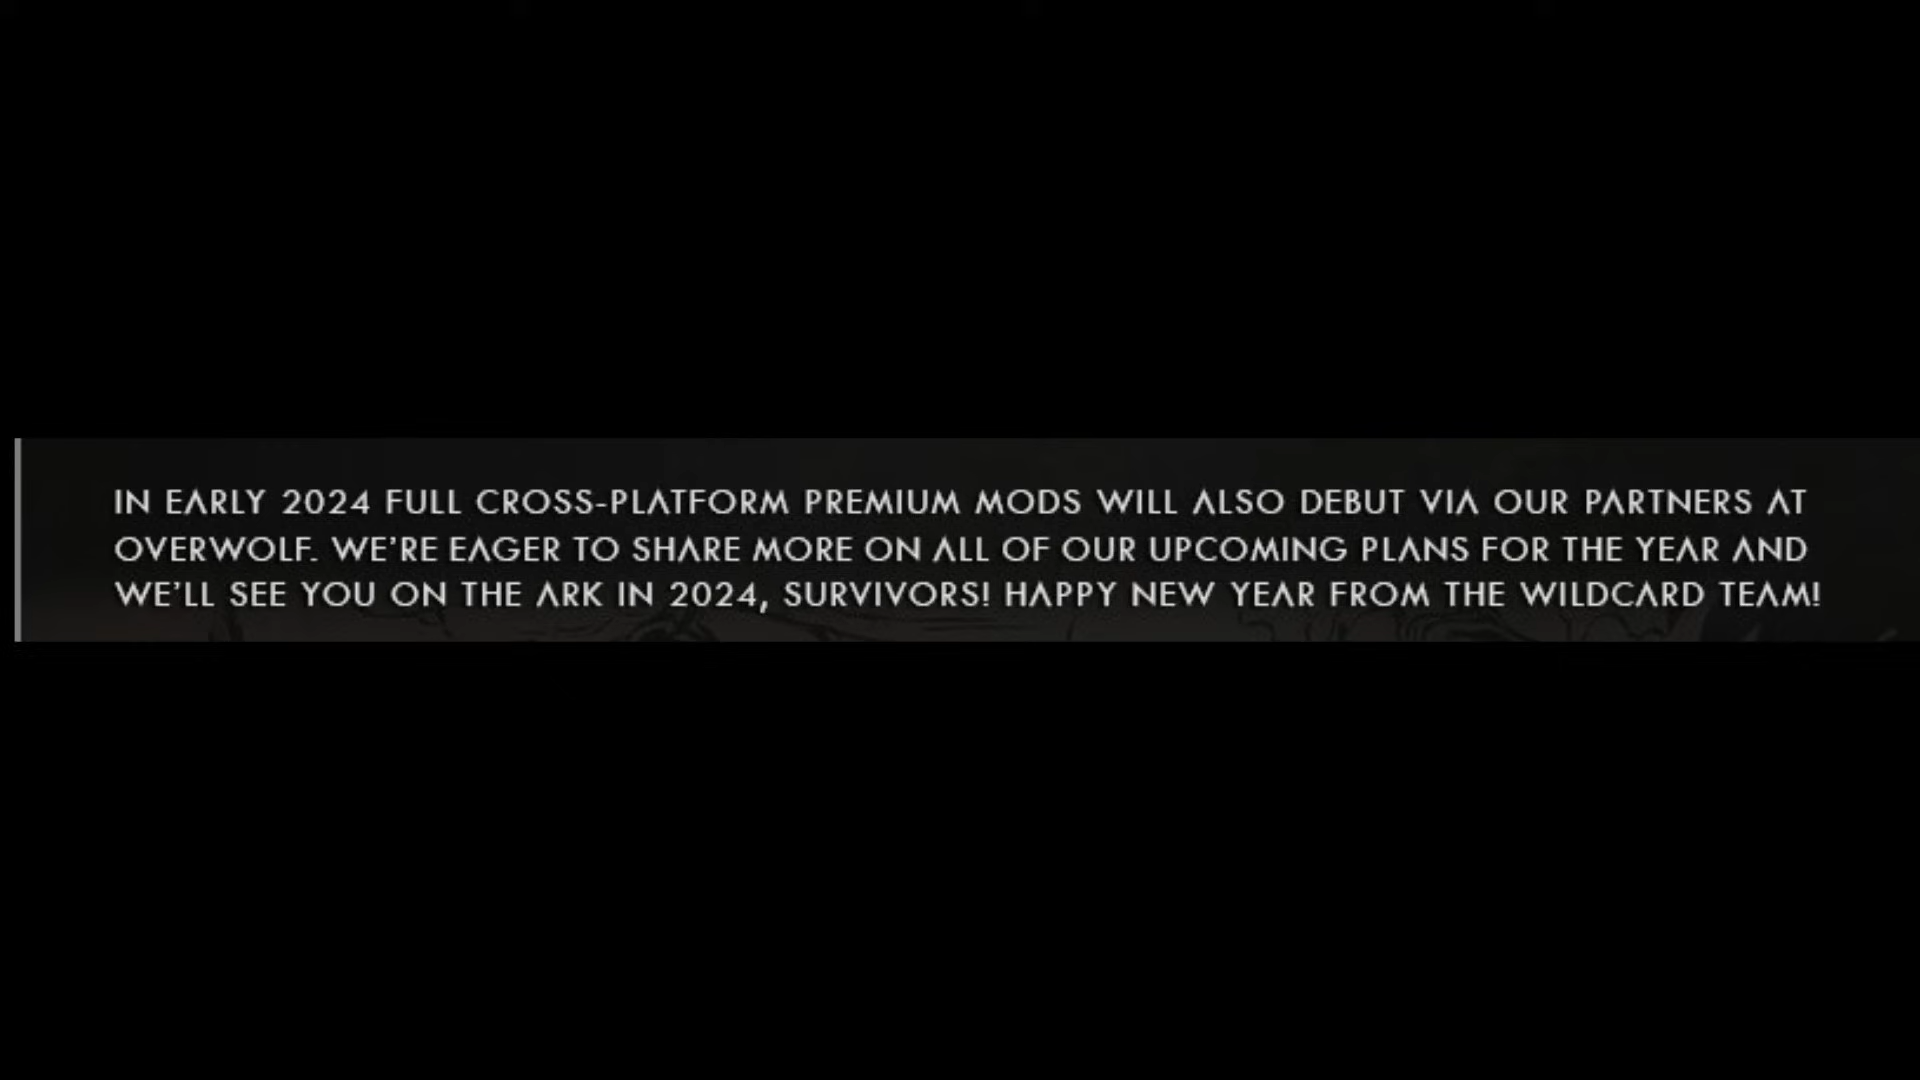 IN EARLY 2024 FULL CROSS-PLATFORM PREMIUM MODS WILL ALSO DEBUT VIA OUR PARTNERS AT
OVERWOLF. WE'RE EAGER TO SHARE MORE ON ALL OF OUR UPCOMING PLANS FOR THE YEAR AND
WE'LL SEE YOU ON THE ARK IN 2024, SURVIVORS! HAPPY NEW YEAR FROM THE WILDCARD TEAM!